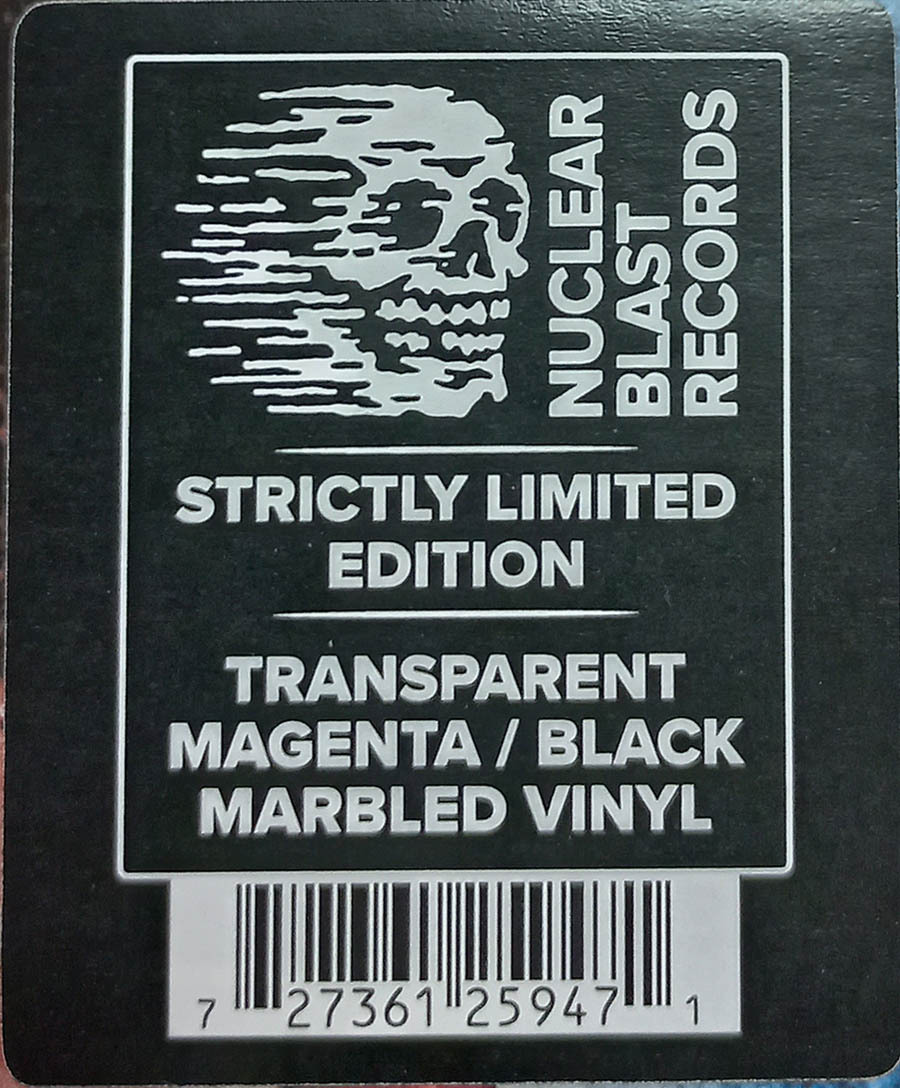 NUCLEAR
BLAST
RECORDS
STRICTLY LIMITED
EDITION
TRANSPARENT
MAGENTA / BLACK
MARBLED VINYL
7 27361 25947 1